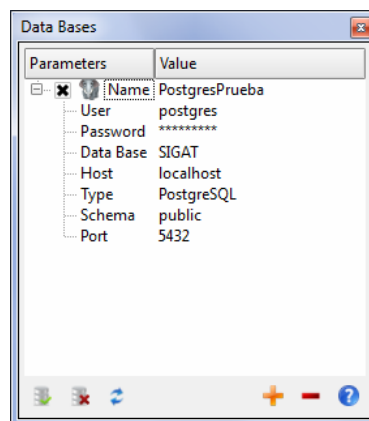 Data Bases
Parameters Value
Name PostgresPrueba
User postgres
Password *********
Data Base SIGAT
Host localhost
Type PostgreSQL
Schema public
Port 5432